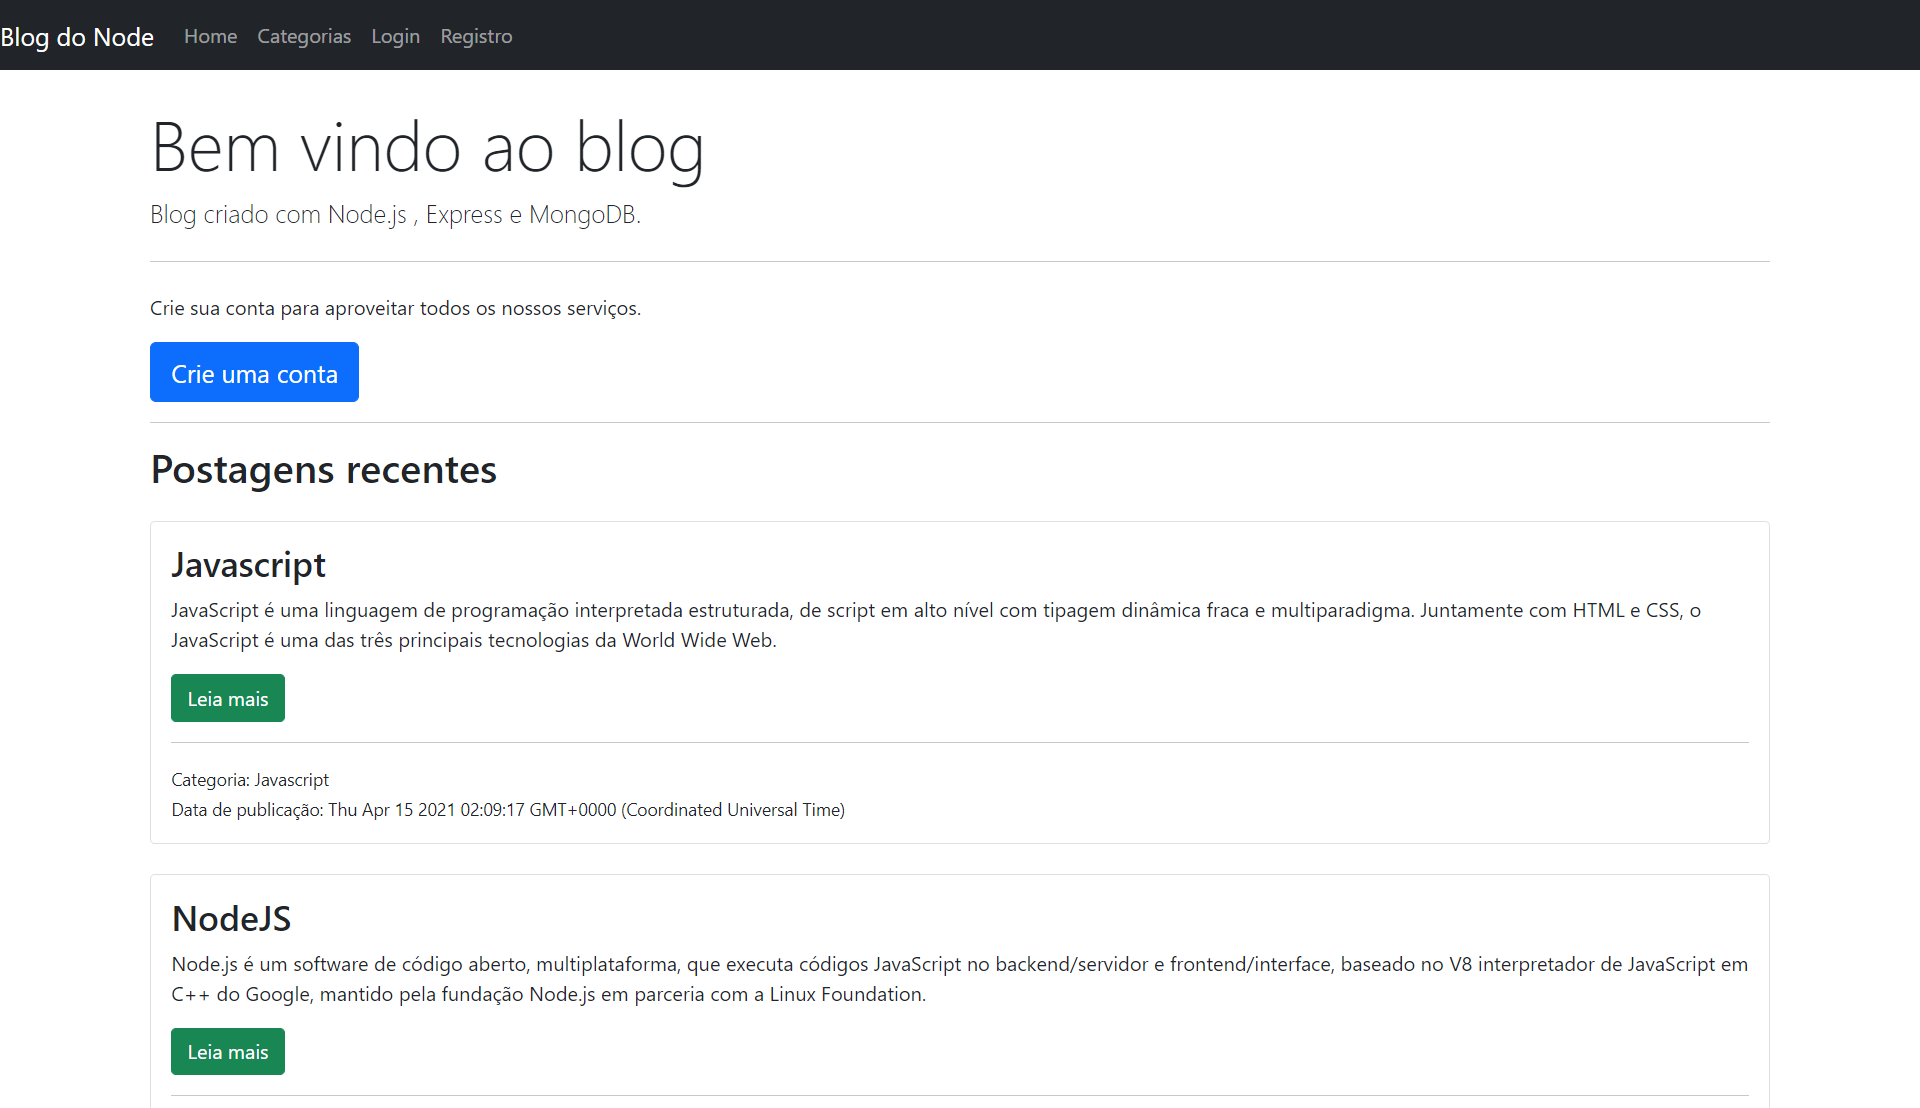 Blog do Node Home Categorias Login Registro
Bem vindo ao blog
Blog criado com Node.js , Express e MongoDB.
Crie sua conta para aproveitar todos os nossos serviços.
Crie uma conta
Postagens recentes
Javascript
JavaScript é uma linguagem de programação interpretada estruturada, de script em alto nível com tipagem dinâmica fraca e multiparadigma. Juntamente com HTML e CSS, o
JavaScript é uma das três principais tecnologias da World Wide Web.
Leia mais
Categoria: Javascript
Data de publicação: Thu Apr 15 2021 02:09:17 GMT+0000 (Coordinated Universal Time)
NodeJS
Node.js é um software de código aberto, multiplataforma, que executa códigos JavaScript no backend/servidor e frontend/interface, baseado no V8 interpretador de JavaScript em
C++ do Google, mantido pela fundação Node.js em parceria com a Linux Foundation.
Leia mais